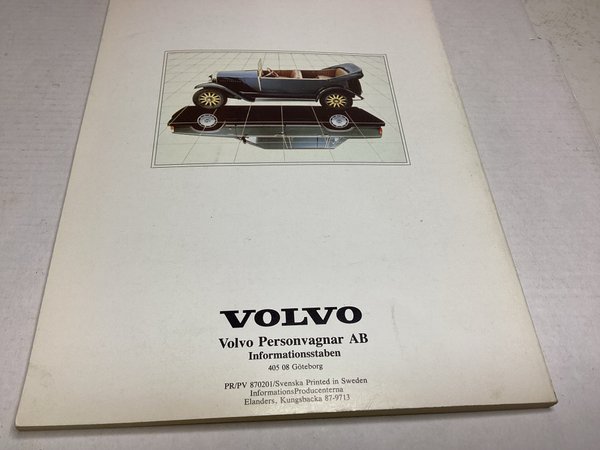 VOLVO
Volvo Personvagnar AB
Informationsstaben
405 08 Göteborg
PR/PV 870201/Svenska Printed in Sweden
InformationsProducenterna
Elanders, Kungsbacka 87-9713